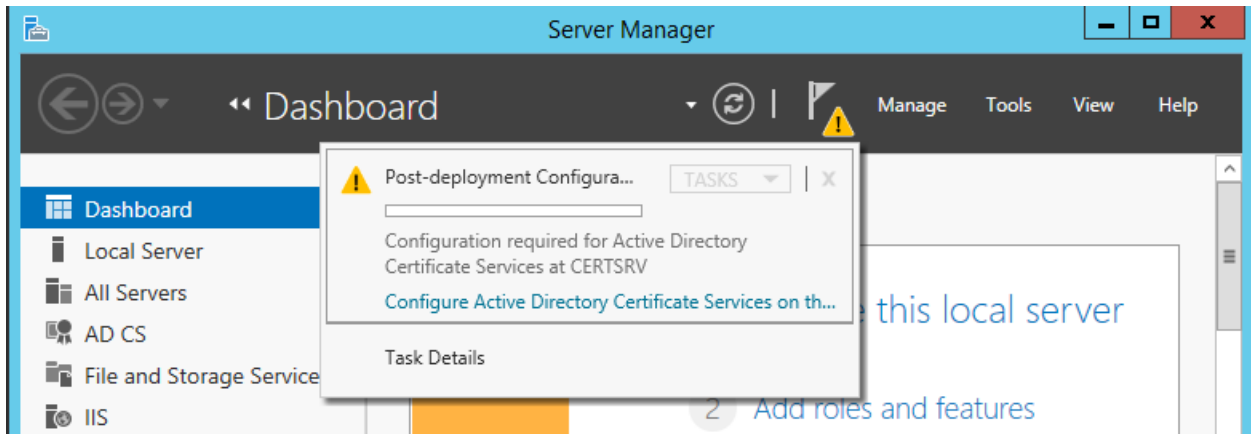 Server Manager
Dashboard
Manage Tools View Help
Post-deployment Configura...
TASKS
Configuration required for Active Directory
Certificate Services at CERTSRV
Configure Active Directory Certificate Services on th...
Task Details
Dashboard
Local Server
All Servers
AD CS
File and Storage Service
IIS
this local server
2 Add roles and features